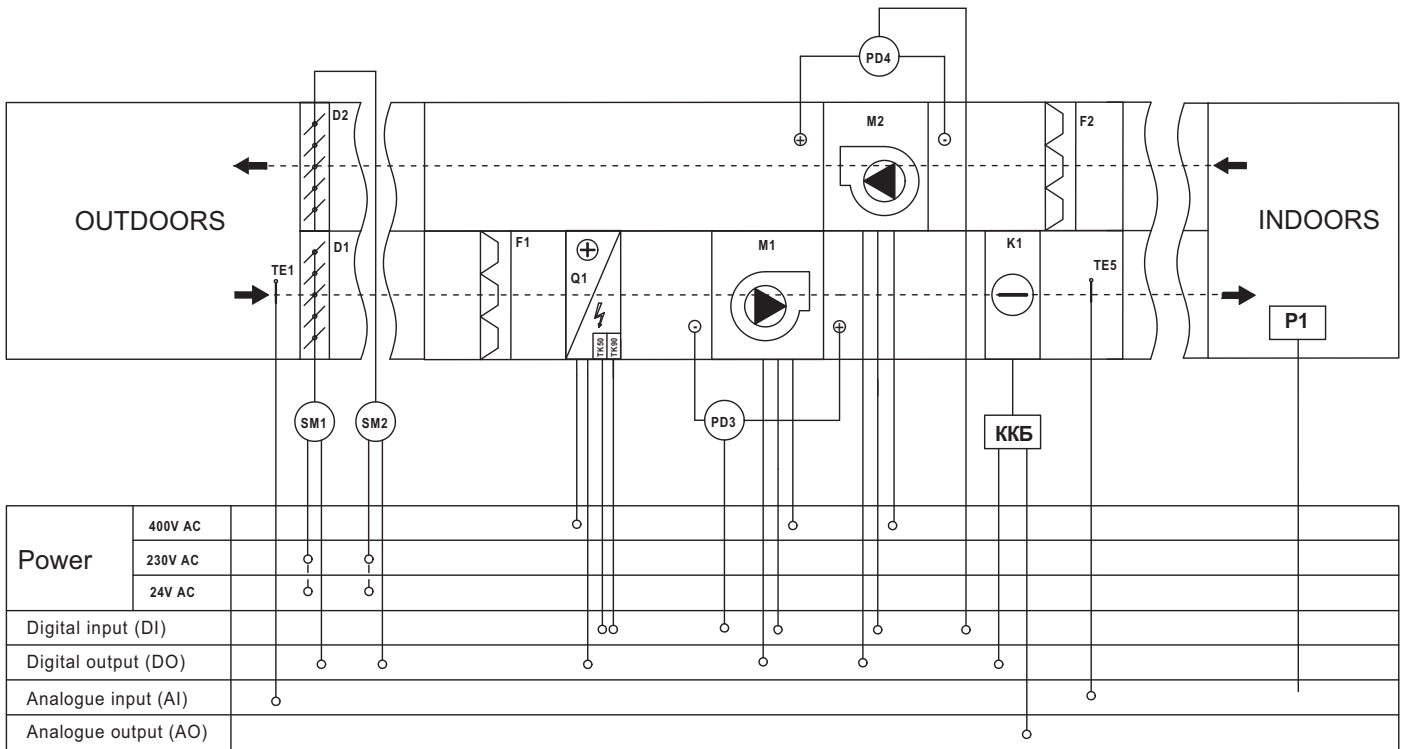 PD4
D2
M2
F2
OUTDOORS
INDOORS
TE1
D1
F1
Q1
TK50
TK90
M1
K1
TE5
P1
SM1
SM2
PD3
ККБ
Power
400V AC
230V AC
24V AC
Digital input (DI)
Digital output (DO)
Analogue input (AI)
Analogue output (AO)